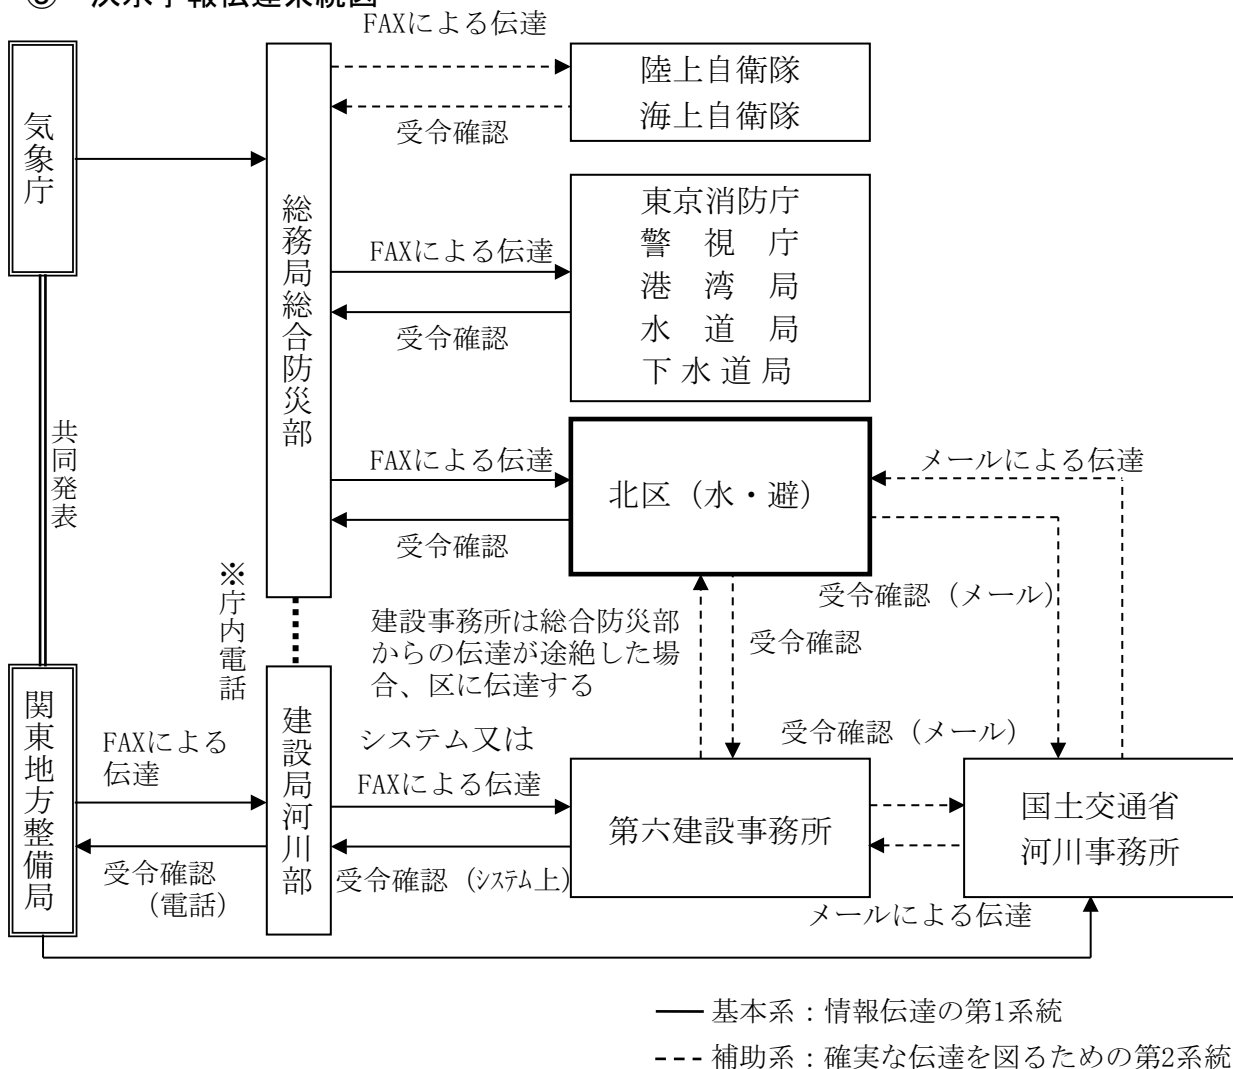 ③ 洪水予報伝達系統図
FAXによる伝達
陸上自衛隊
海上自衛隊
受令確認
気象庁
総務局総合防災部
東京消防庁
警視庁
港湾局
水道局
下水道局
FAXによる伝達
受令確認
共同発表
FAXによる伝達
北区（水・避）
受令確認
メールによる伝達
受令確認（メール）
※庁内電話
建設事務所は総合防災部
からの伝達が途絶した場
合、区に伝達する
受令確認
関東地方整備局
FAXによる
伝達
受令確認
（電話）
建設局河川部
システム又は
FAXによる伝達
受令確認（システム上）
第六建設事務所
受令確認（メール）
国土交通省
河川事務所
メールによる伝達
基本系：情報伝達の第1系統
補助系：確実な伝達を図るための第2系統